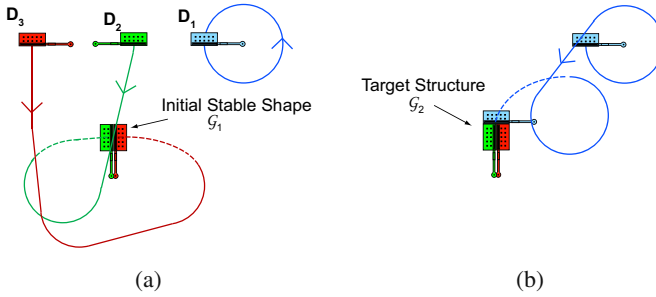 D3 D2 D1
Initial Stable Shape
G1
Target Structure
G2
(a) (b)